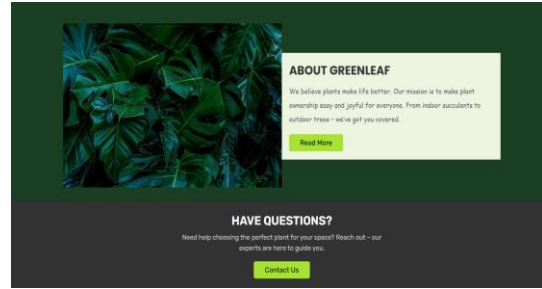 ABOUT GREENLEAF
We believe plants make life better. Our mission is to make plant
ownership easy and joyful for everyone. From indoor succulents to
outdoor trees - we've got you covered.
Read More
HAVE QUESTIONS?
Need help choosing the perfect plant for your space? Reach out – our
experts are here to guide you.
Contact Us